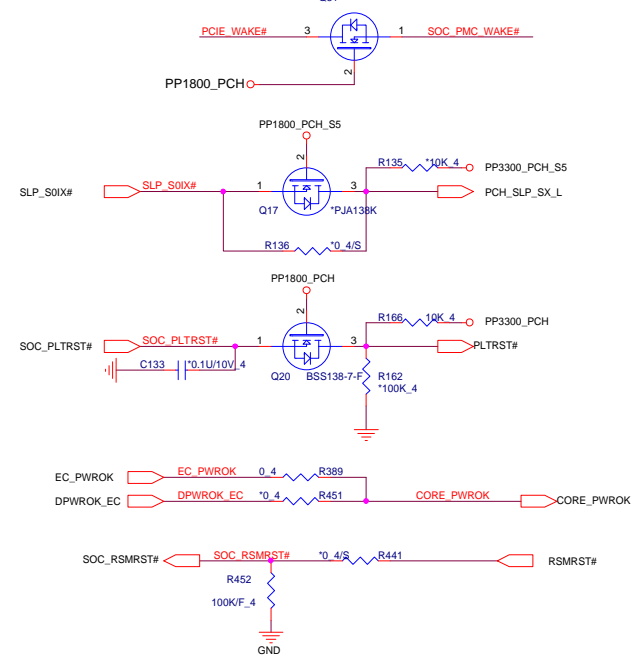 PCIE_WAKE# 3 1 SOC_PMC_WAKE#
2
PP1800_PCH
PP1800_PCH_S5
2
R135 *10K_4 PP3300_PCH_S5
SLP_S0IX# SLP_S0IX# 1 3 PCH_SLP_SX_L
Q17 *PJA138K
R136 *0_4/S
PP1800_PCH
2
R166 10K_4 PP3300_PCH
SOC_PLTRST# SOC_PLTRST# 1 3 PLTRST#
C133 *0.1U/10V_4
Q20 BSS138-7-F R162
*100K_4
EC_PWROK EC_PWROK 0_4 R389
DPWROK_EC DPWROK_EC *0_4 R451 CORE_PWROK CORE_PWROK
SOC_RSMRST# SOC_RSMRST# *0_4/S R441 RSMRST#
R452
100K/F_4
GND